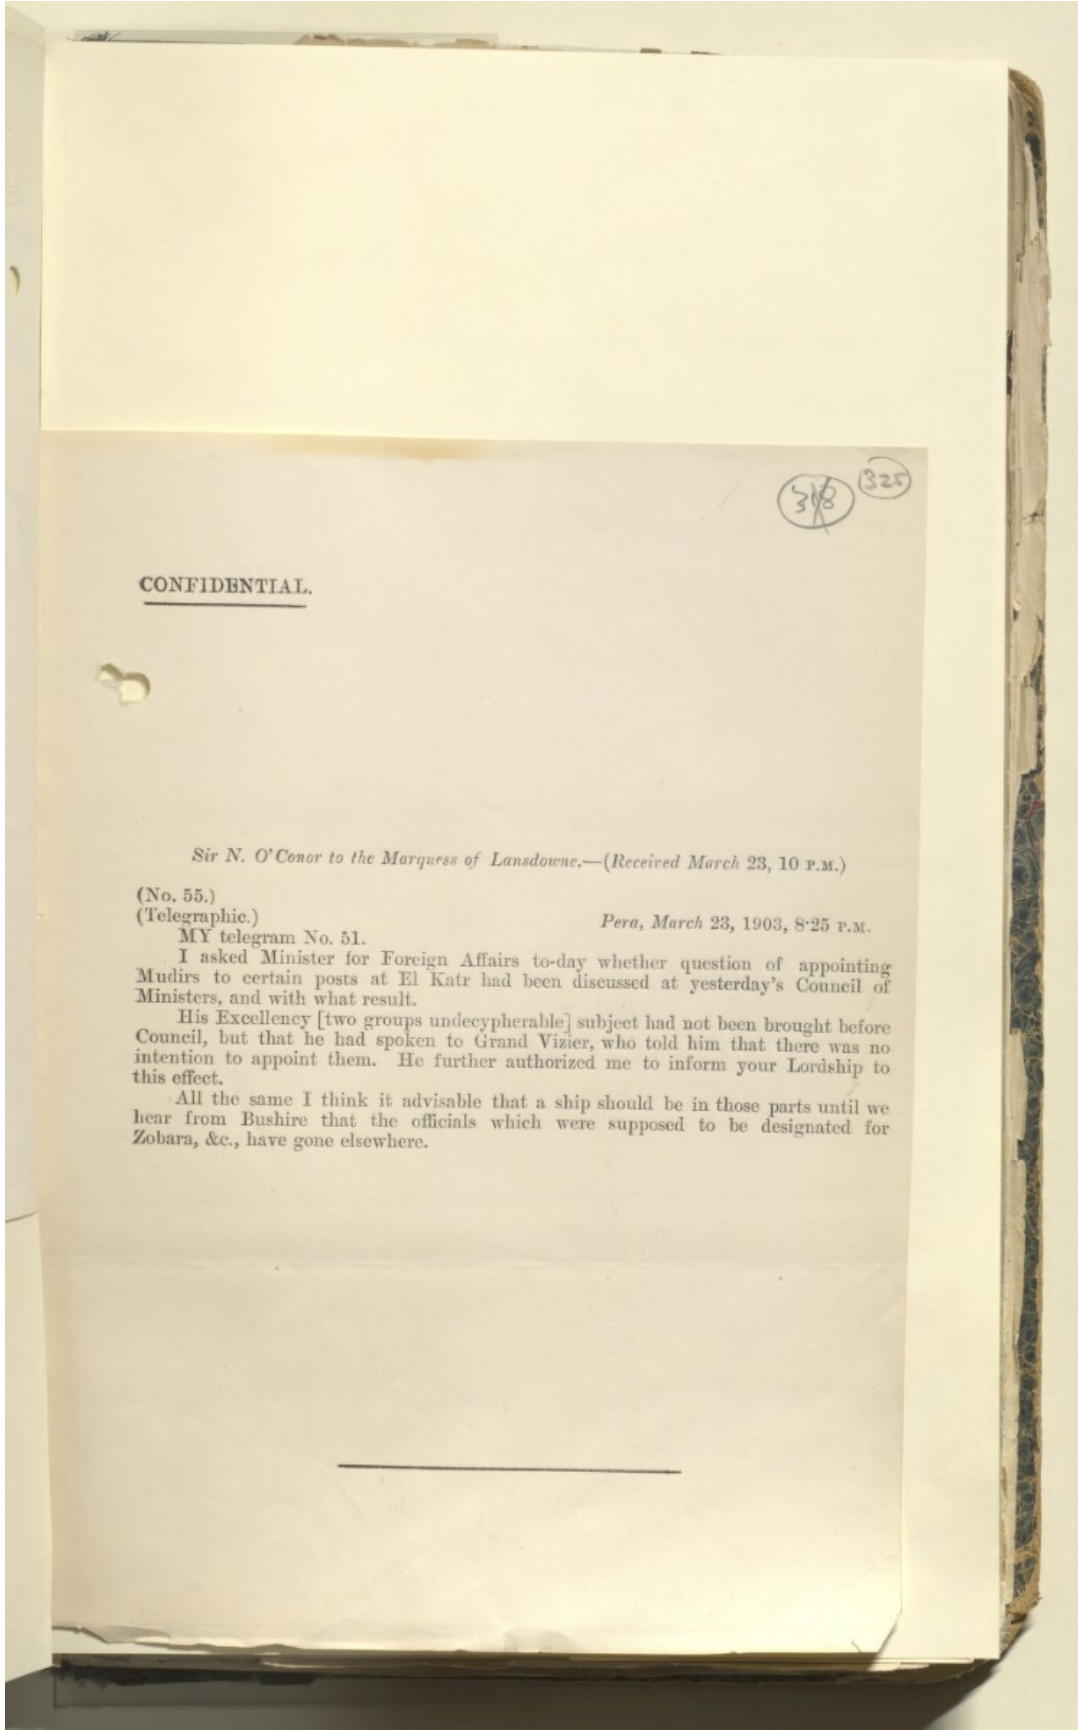 318 325
CONFIDENTIAL.
Sir N. O'Conor to the Marquess of Lansdowne.—(Received March 23, 10 P.M.)
(No. 55.)
(Telegraphic.) Pera, March 23, 1903, 8·25 P.M.
MY telegram No. 51.
I asked Minister for Foreign Affairs to-day whether question of appointing
Mudirs to certain posts at El Katr had been discussed at yesterday's Council of
Ministers, and with what result.
His Excellency [two groups undecypherable] subject had not been brought before
Council, but that he had spoken to Grand Vizier, who told him that there was no
intention to appoint them. He further authorized me to inform your Lordship to
this effect.
All the same I think it advisable that a ship should be in those parts until we
hear from Bushire that the officials which were supposed to be designated for
Zobara, &c., have gone elsewhere.